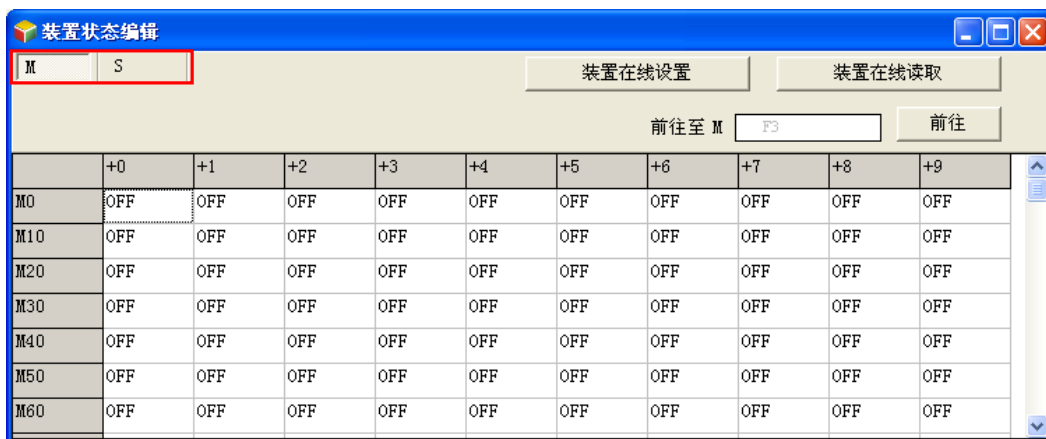 装置状态编辑
M S 装置在线设置 装置在线读取
前往至 M F3 前往
+0 +1 +2 +3 +4 +5 +6 +7 +8 +9
M0 OFF OFF OFF OFF OFF OFF OFF OFF OFF OFF
M10 OFF OFF OFF OFF OFF OFF OFF OFF OFF OFF
M20 OFF OFF OFF OFF OFF OFF OFF OFF OFF OFF
M30 OFF OFF OFF OFF OFF OFF OFF OFF OFF OFF
M40 OFF OFF OFF OFF OFF OFF OFF OFF OFF OFF
M50 OFF OFF OFF OFF OFF OFF OFF OFF OFF OFF
M60 OFF OFF OFF OFF OFF OFF OFF OFF OFF OFF